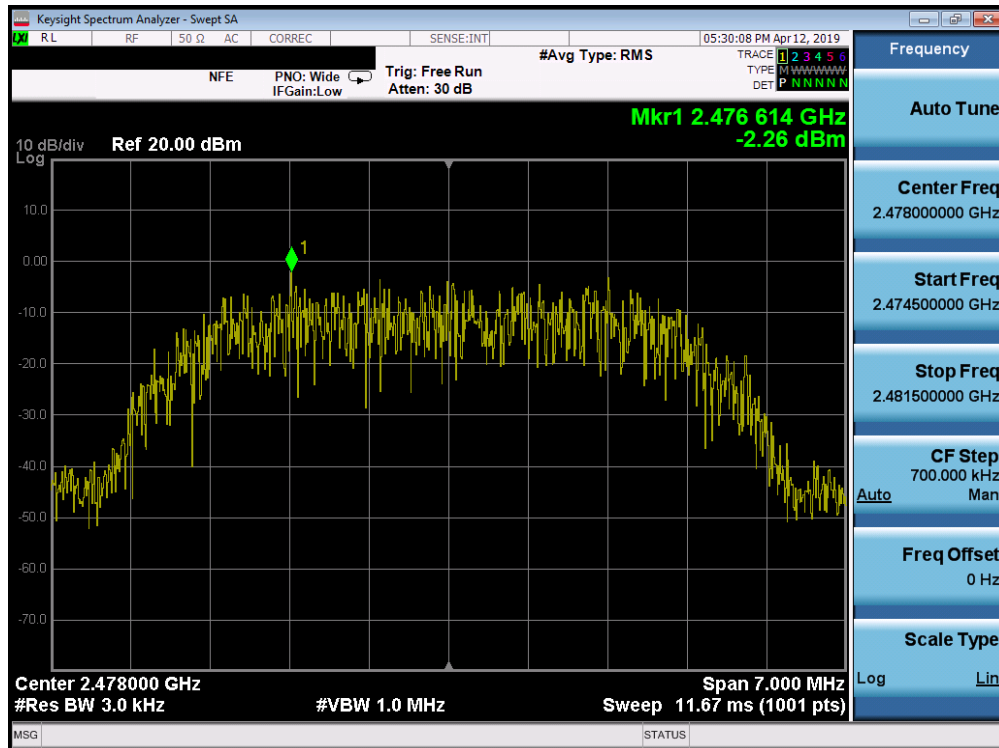 Keysight Spectrum Analyzer - Swept SA
LXI RL RF 50 Ω AC CORREC SENSE:INT 05:30:08 PM Apr 12, 2019
NFE PNO: Wide Trig: Free Run #Avg Type: RMS TRACE 1 2 3 4 5 6
IFGain:Low Atten: 30 dB TYPE M WWWWW
DET P N N N N N
Mkr1 2.476 614 GHz
-2.26 dBm
10 dB/div Ref 20.00 dBm
Log
10.0
1
0.00
-10.0
-20.0
-30.0
-40.0
-50.0
-60.0
-70.0
Center 2.478000 GHz Span 7.000 MHz
#Res BW 3.0 kHz #VBW 1.0 MHz Sweep 11.67 ms (1001 pts)
MSG STATUS
Frequency
Auto Tune
Center Freq
2.478000000 GHz
Start Freq
2.474500000 GHz
Stop Freq
2.481500000 GHz
CF Step
700.000 kHz
Auto Man
Freq Offset
0 Hz
Scale Type
Log Lin